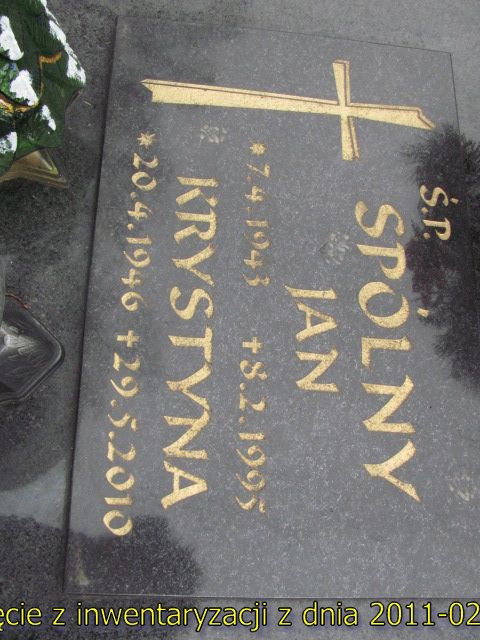 Ś.P.
SPÓLNY
JAN
*7.4.1943 +8.2.1995
KRYSTYNA
*20.4.1946 +29.5.2010
ęcie z inwentaryzacji z dnia 2011-02